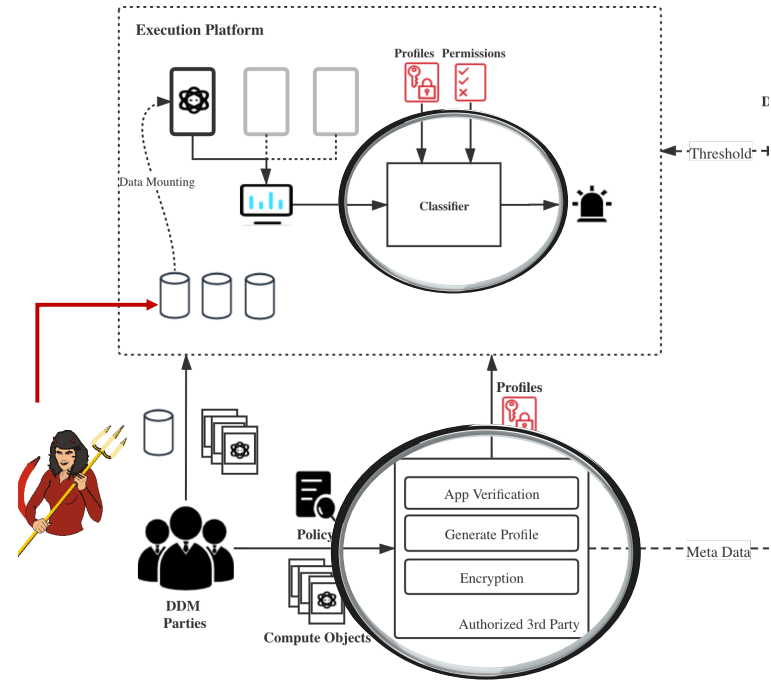 Execution Platform
Profiles
Permissions
D
Data Mounting
Classifier
Threshold
Profiles
App Verification
Policy
Generate Profile
Meta Data
Encryption
DDM
Parties
Authorized 3rd Party
Compute Objects